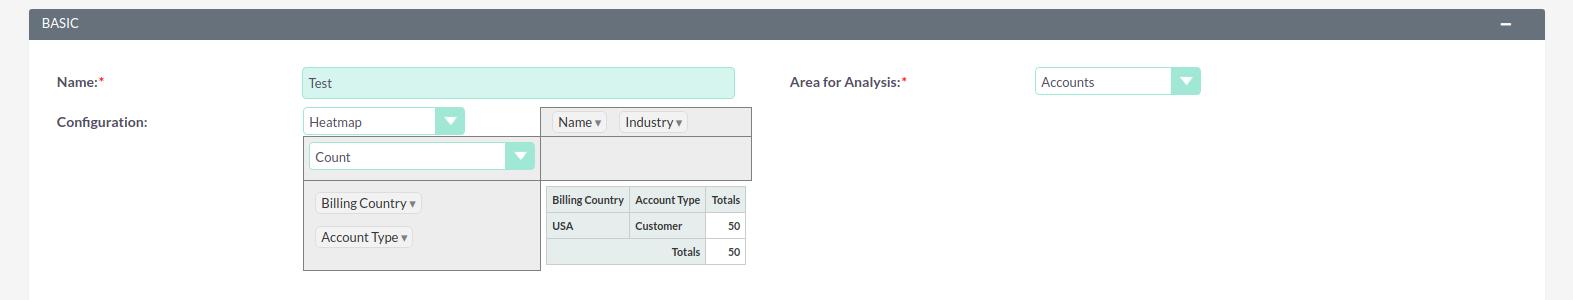 BASIC
Name:* Test Area for Analysis:* Accounts
Configuration: Heatmap Name ▾ Industry ▾
Count
Billing Country ▾
Account Type ▾
Billing Country Account Type Totals
USA Customer 50
Totals 50